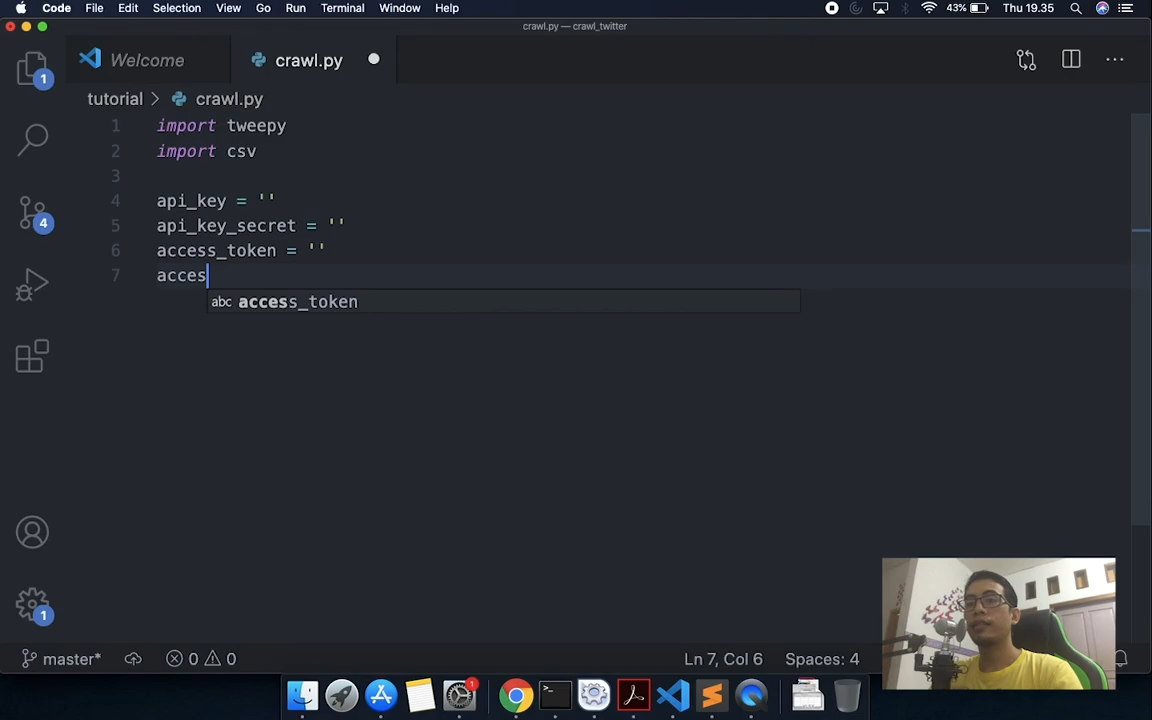 Code File Edit Selection View Go Run Terminal Window Help 43% Thu 19.35
crawl.py — crawl_twitter
1 Welcome crawl.py
tutorial > crawl.py
1 import tweepy
2 import csv
3
4 api_key = ''
5 api_key_secret = ''
6 access_token = ''
7 acces
abc access_token
4
1
master* 0 0 Ln 7, Col 6 Spaces: 4
1